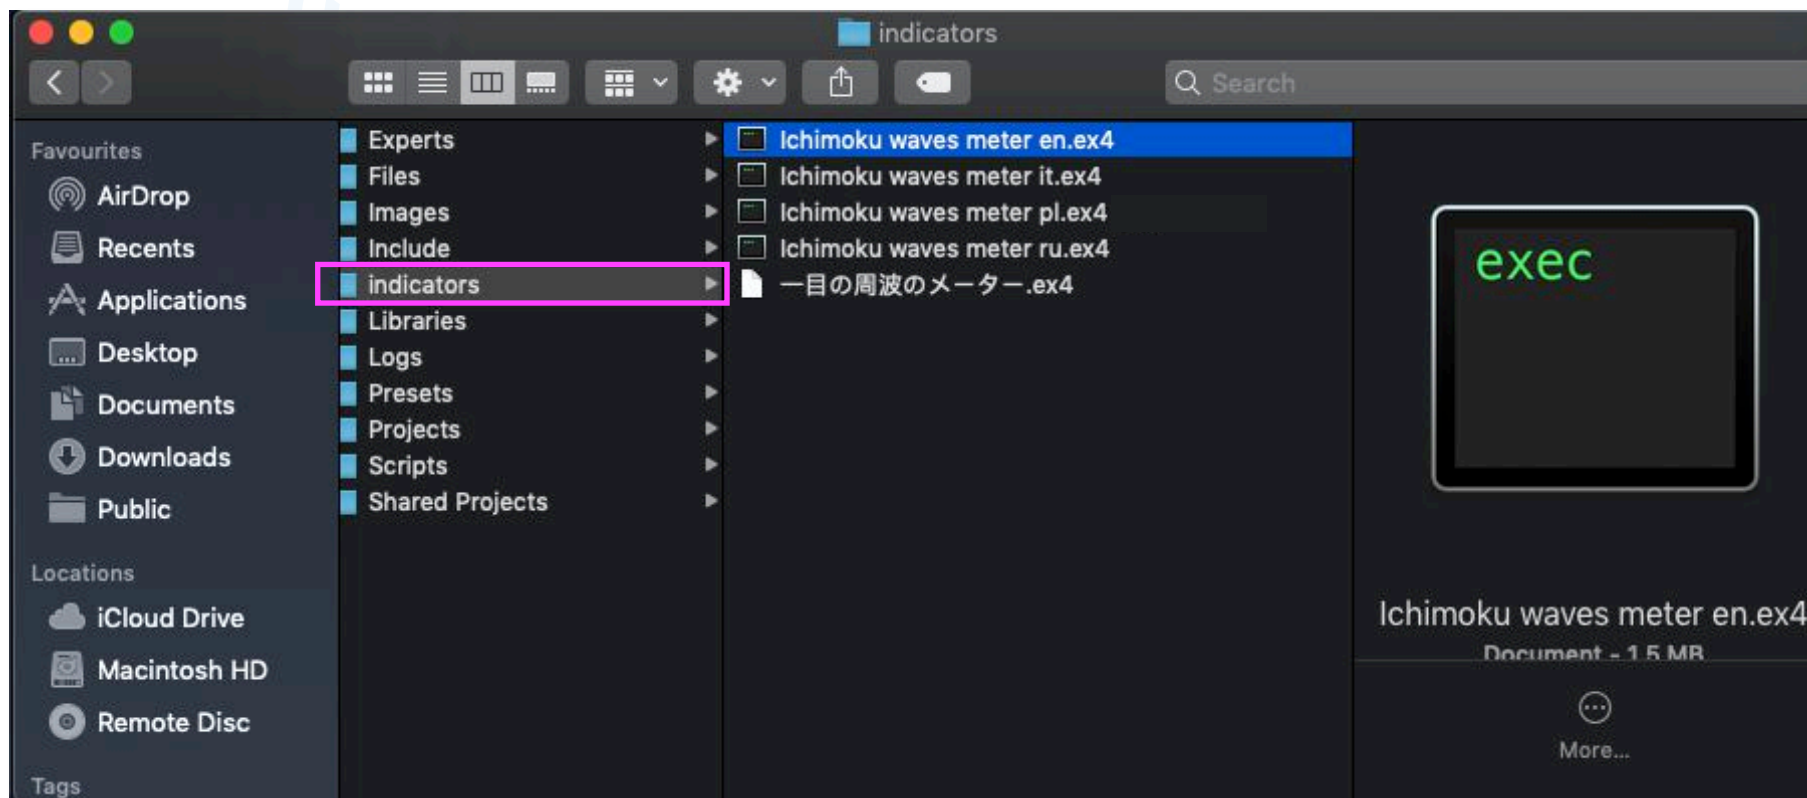 indicators
Search
Favourites
AirDrop
Recents
Applications
Desktop
Documents
Downloads
Public
Locations
iCloud Drive
Macintosh HD
Remote Disc
Tags
Experts
Files
Images
Include
indicators
Libraries
Logs
Presets
Projects
Scripts
Shared Projects
Ichimoku waves meter en.ex4
Ichimoku waves meter it.ex4
Ichimoku waves meter pl.ex4
Ichimoku waves meter ru.ex4
一目の周波のメーター.ex4
exec
Ichimoku waves meter en.ex4
Document - 1.5 MB
More...